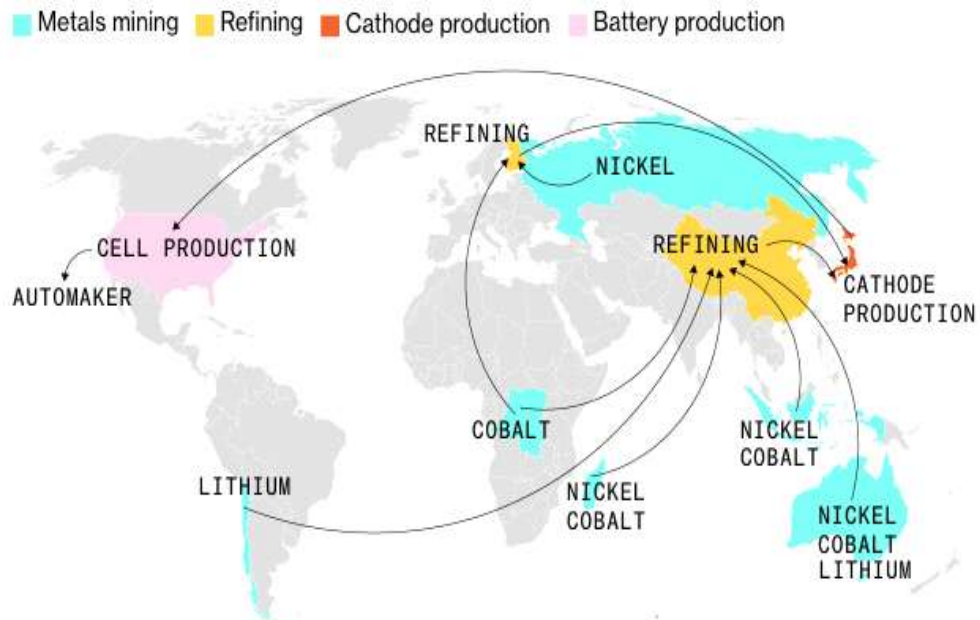 Metals mining Refining Cathode production Battery production
REFINING
NICKEL
CELL PRODUCTION
REFINING
AUTOMAKER
CATHODE
PRODUCTION
COBALT
NICKEL
COBALT
LITHIUM
NICKEL
COBALT
NICKEL
COBALT
LITHIUM